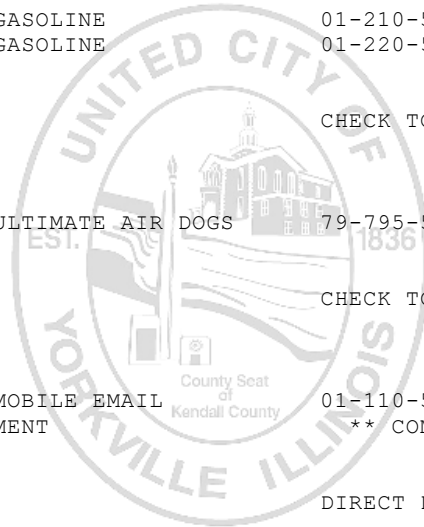 GASOLINE 01-210-5
GASOLINE 01-220-5
UNITED CITY OF
CHECK TO
ULTIMATE AIR DOGS 79-795-5
EST. 1836
CHECK TO
County Seat
of
Kendall County
MOBILE EMAIL 01-110-5
MENT ** CON
YORKVILLE ILLINOIS
DIRECT